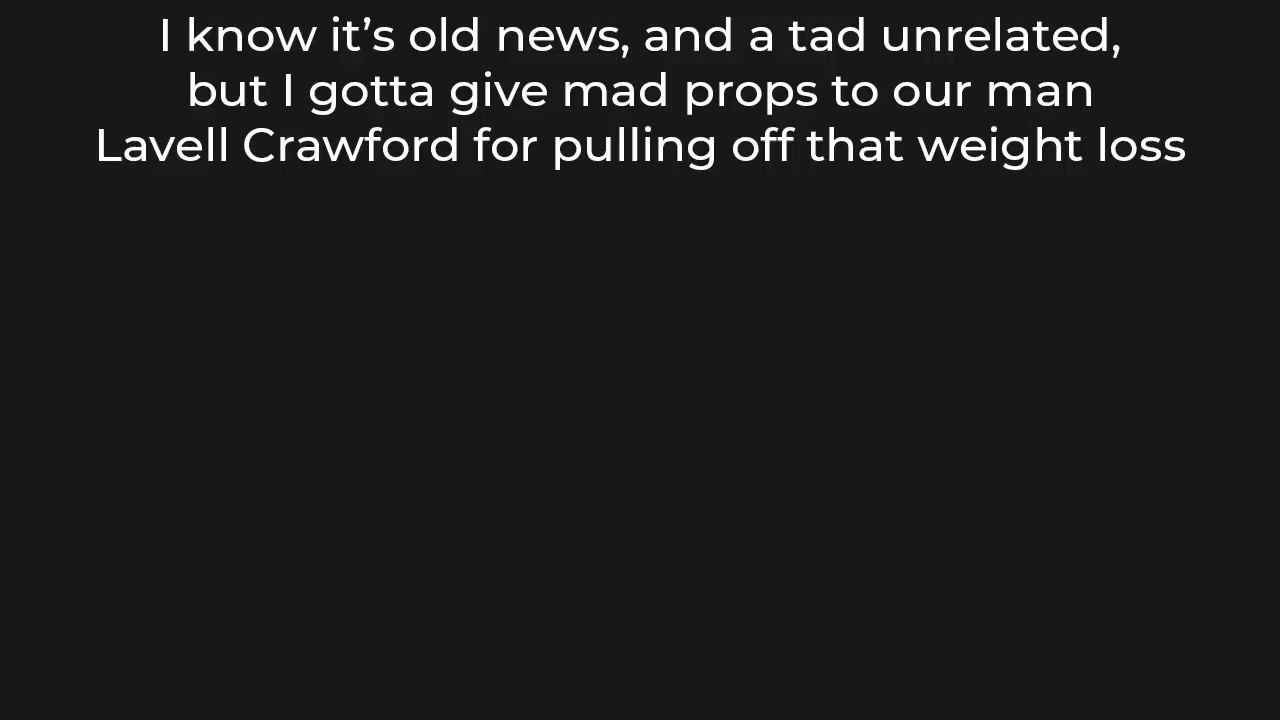 I know it’s old news, and a tad unrelated,
but I gotta give mad props to our man
Lavell Crawford for pulling off that weight loss